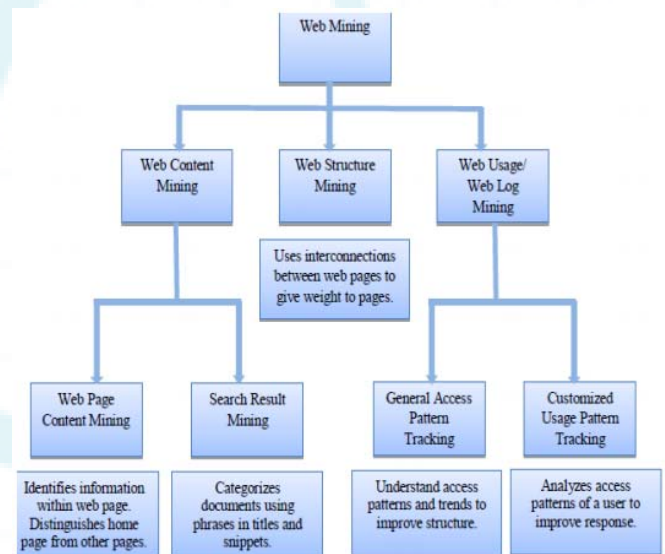 Web Mining
Web Content
Mining
Web Structure
Mining
Web Usage/
Web Log
Mining
Uses interconnections
between web pages to
give weight to pages.
Web Page
Content Mining
Search Result
Mining
General Access
Pattern
Tracking
Customized
Usage Pattern
Tracking
Identifies information
within web page.
Distinguishes home
page from other pages.
Categorizes
documents using
phrases in titles and
snippets.
Understand access
patterns and trends to
improve structure.
Analyzes access
patterns of a user to
improve response.